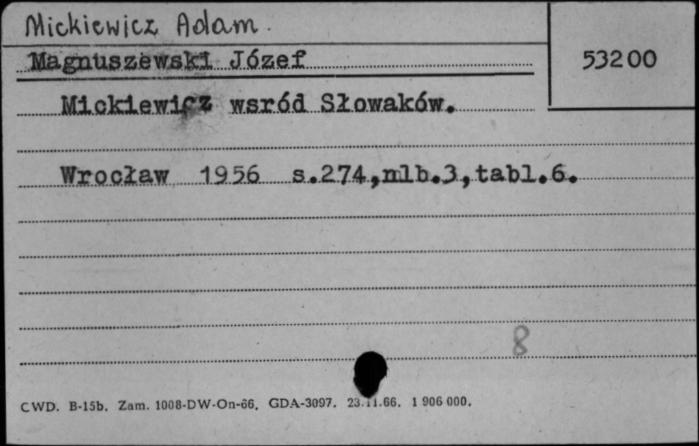 Mickiewicz Adam.
Magnuszewski Józef
53200
Mickiewicz wsród Słowaków.
Wrocław 1956 s.274,nlb.3,tabl.6.
8
CWD. B-15b. Zam. 1008-DW-On-66. GDA-3097. 23.11.66. 1 906 000.